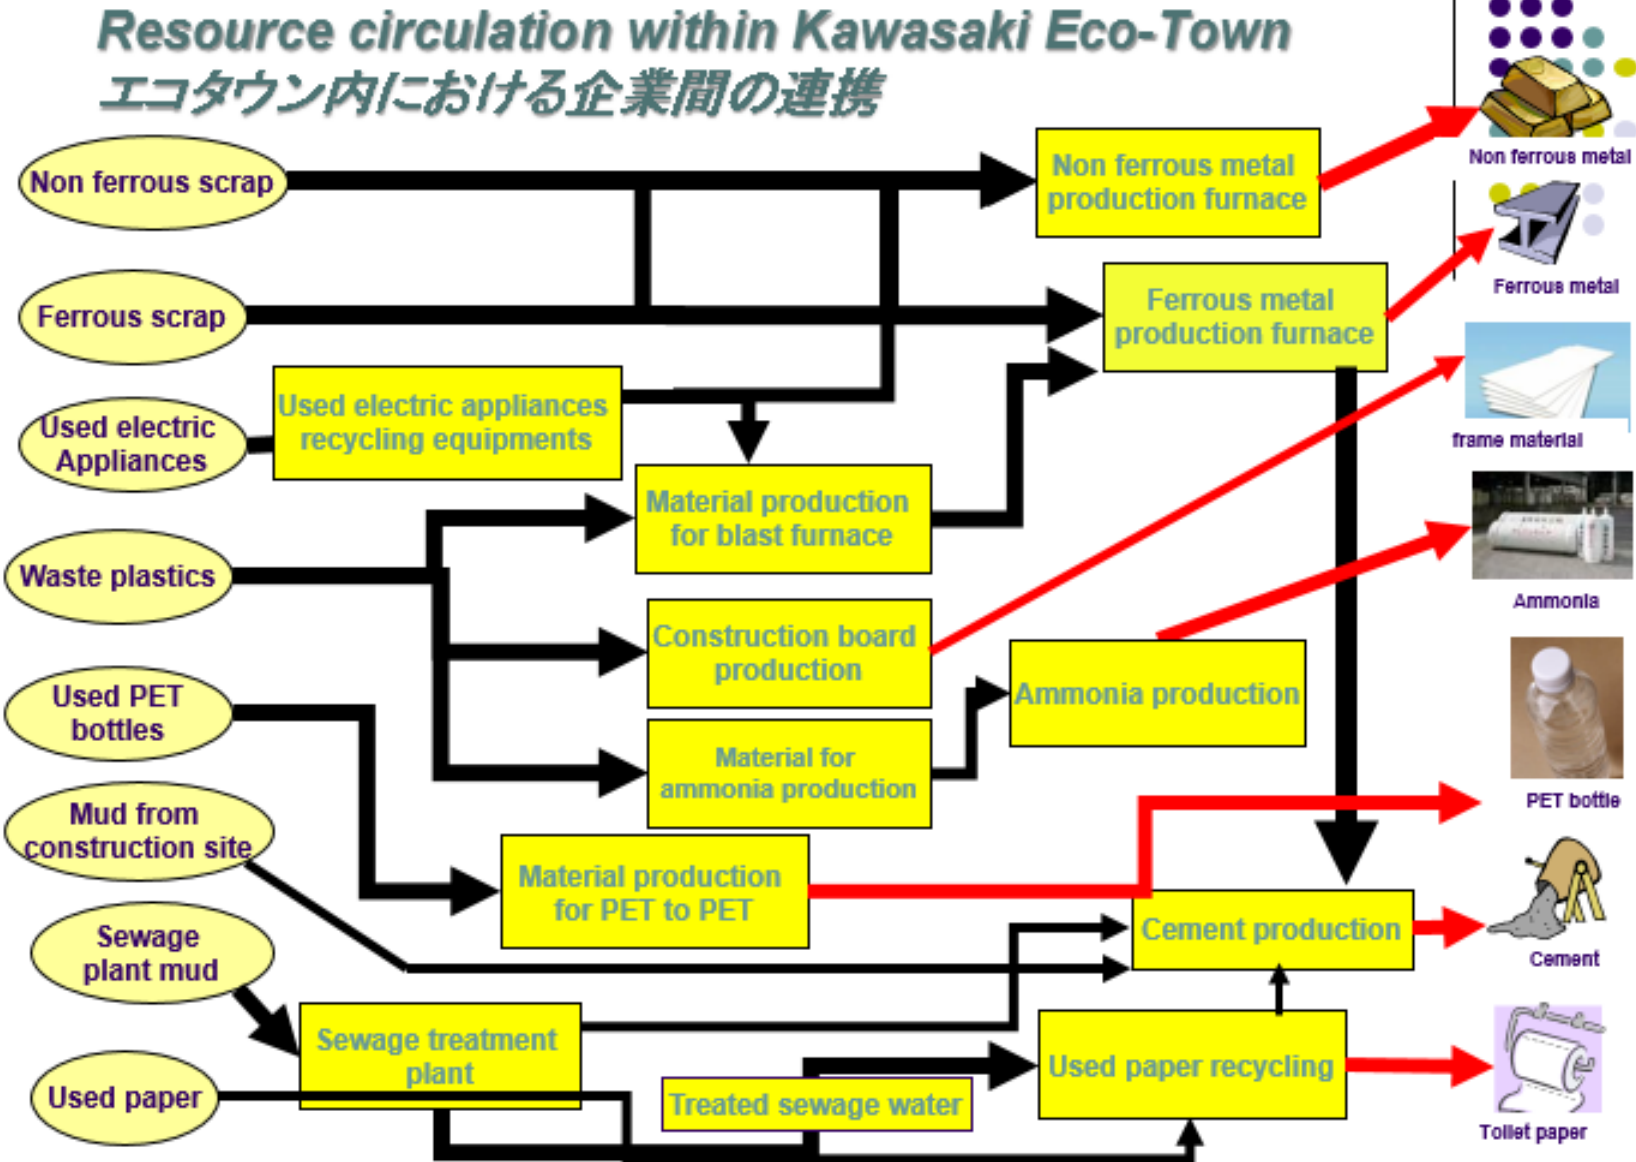 Resource circulation within Kawasaki Eco-Town
エコタウン内における企業間の連携
Non ferrous scrap
Non ferrous metal
production furnace
Non ferrous metal
Ferrous scrap
Ferrous metal
production furnace
Ferrous metal
Used electric
Appliances
Used electric appliances
recycling equipments
frame material
Material production
for blast furnace
Waste plastics
Construction board
production
Ammonia production
Ammonia
Used PET
bottles
Material for
ammonia production
PET bottle
Mud from
construction site
Material production
for PET to PET
Cement production
Cement
Sewage
plant mud
Sewage treatment
plant
Used paper recycling
Used paper
Treated sewage water
Toilet paper